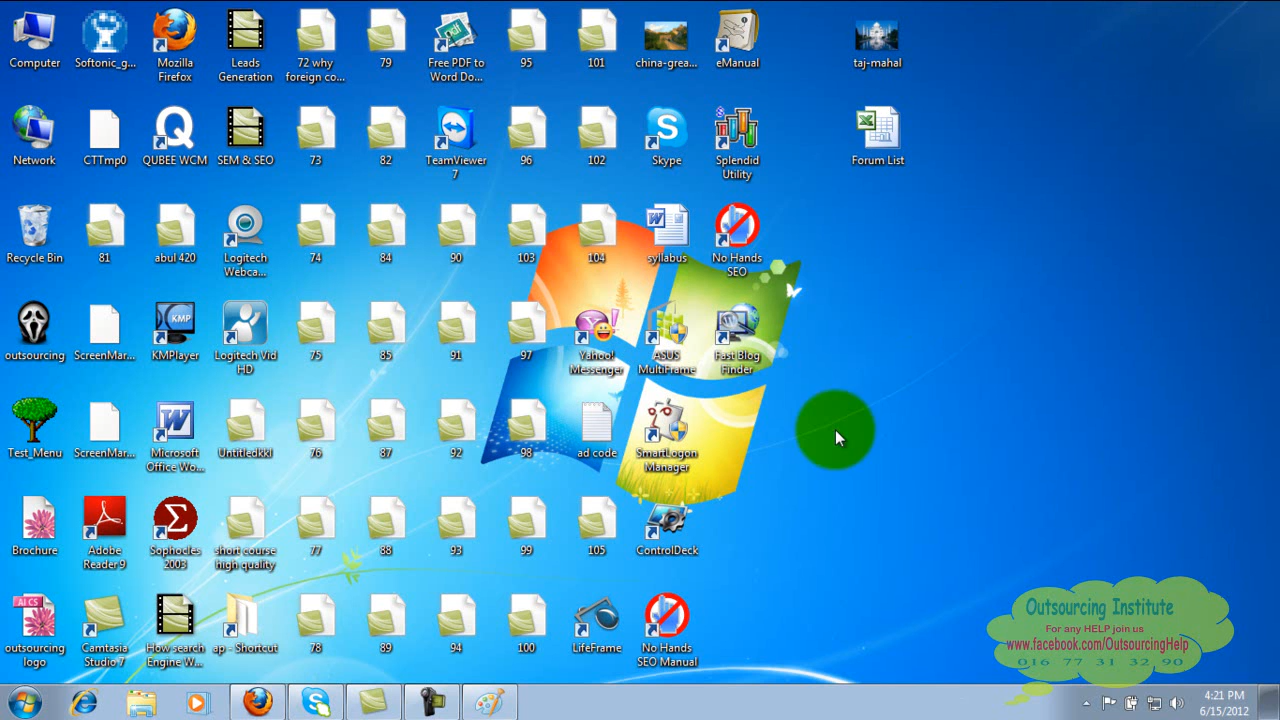 Computer
Softonic_g...
Mozilla
Firefox
Leads
Generation
72 why
foreign co...
79
Free PDF to
Word Do...
pdf
95
101
china-grea...
eManual
taj-mahal
Network
CTTmp0
QUBEE WCM
SEM & SEO
73
82
TeamViewer
7
96
102
Skype
Splendid
Utility
Forum List
Recycle Bin
81
abul 420
Logitech
Webca...
74
84
90
103
104
syllabus
No Hands
SEO
outsourcing
ScreenMar...
KMP
KMPlayer
Logitech Vid
HD
75
85
91
97
Yahoo!
Messenger
ASUS
MultiFrame
Fast Blog
Finder
Test_Menu
ScreenMar...
Microsoft
Office Wo...
Untitledkkl
76
87
92
98
ad code
SmartLogon
Manager
Brochure
Adobe
Reader 9
Sophocles
2003
short course
high quality
77
88
93
99
105
ControlDeck
AI CS
outsourcing
logo
Camtasia
Studio 7
How search
Engine W...
ap - Shortcut
78
89
94
100
LifeFrame
No Hands
SEO Manual
Outsourcing Institute
For any HELP join us
www.facebook.com/OutsourcingHelp
016 77 31 32 90
4:21 PM
6/15/2012